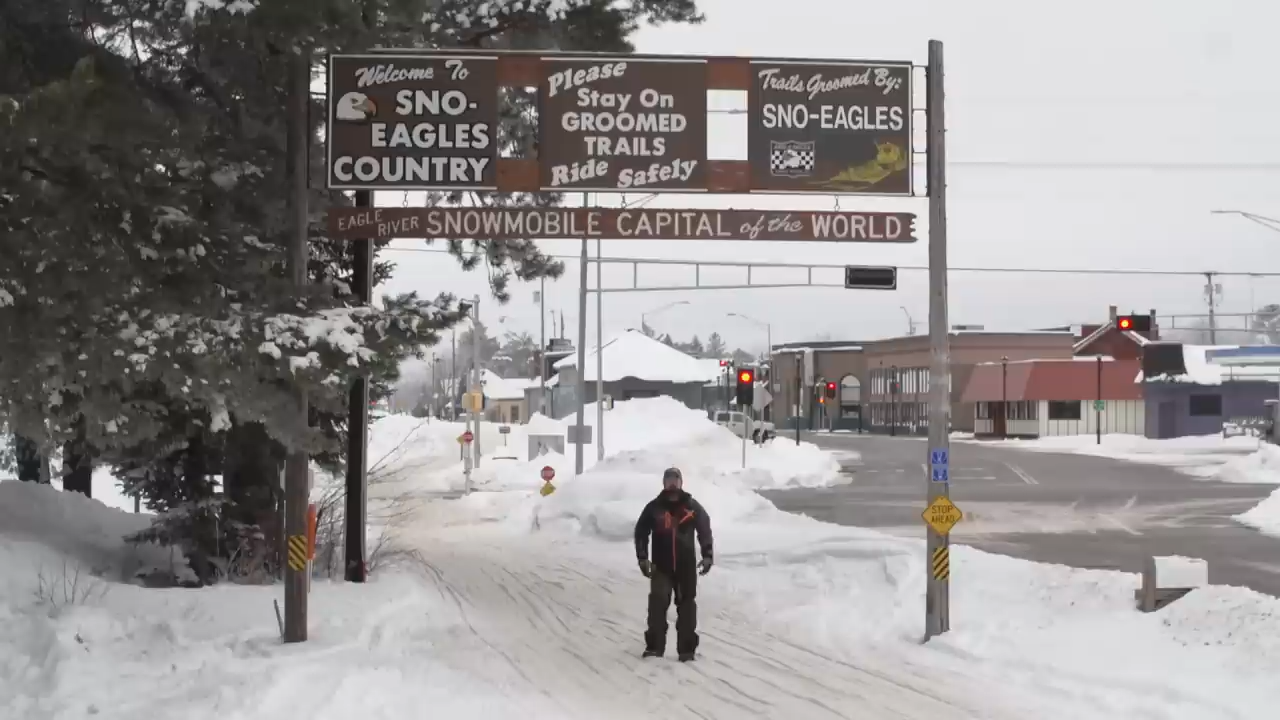 Welcome To
SNO-
EAGLES
COUNTRY
Please
Stay On
GROOMED
TRAILS
Ride Safely
Trails Groomed By:
SNO-EAGLES
EAGLE RIVER SNOWMOBILE CAPITAL of the WORLD
STOP
AHEAD